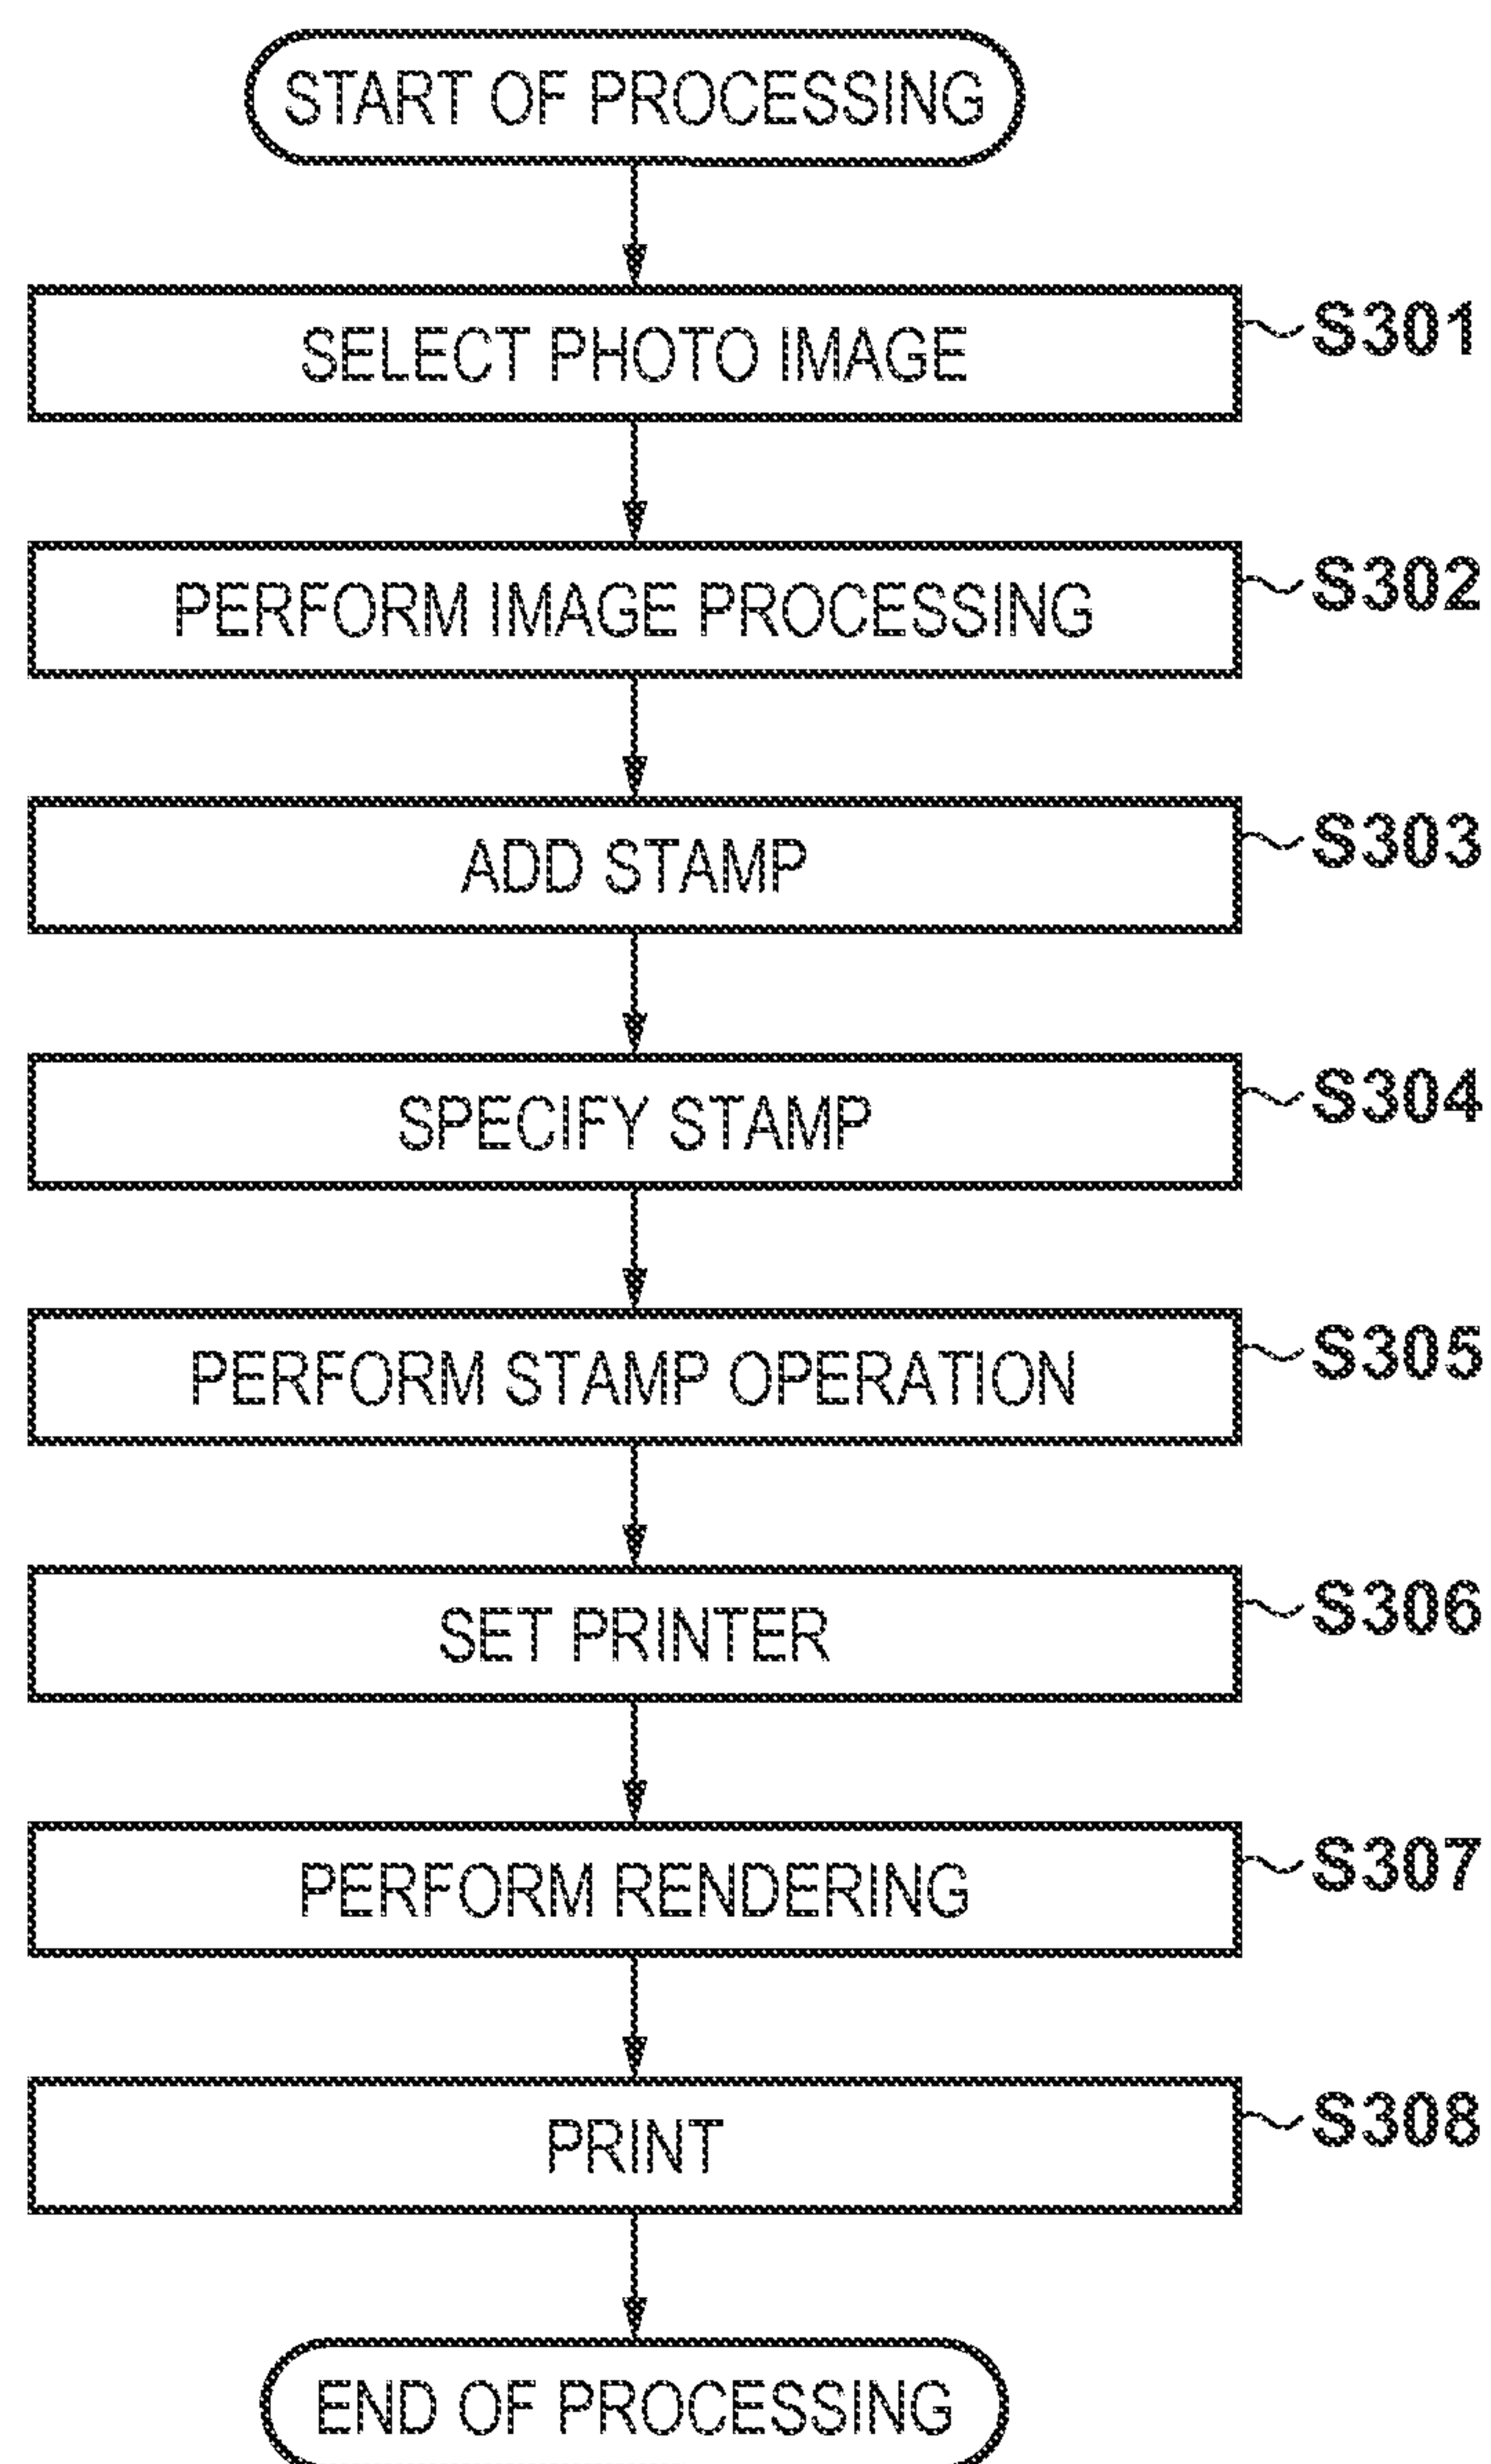 START OF PROCESSING
SELECT PHOTO IMAGE
S301
PERFORM IMAGE PROCESSING
S302
ADD STAMP
S303
SPECIFY STAMP
S304
PERFORM STAMP OPERATION
S305
SET PRINTER
S306
PERFORM RENDERING
S307
PRINT
S308
END OF PROCESSING